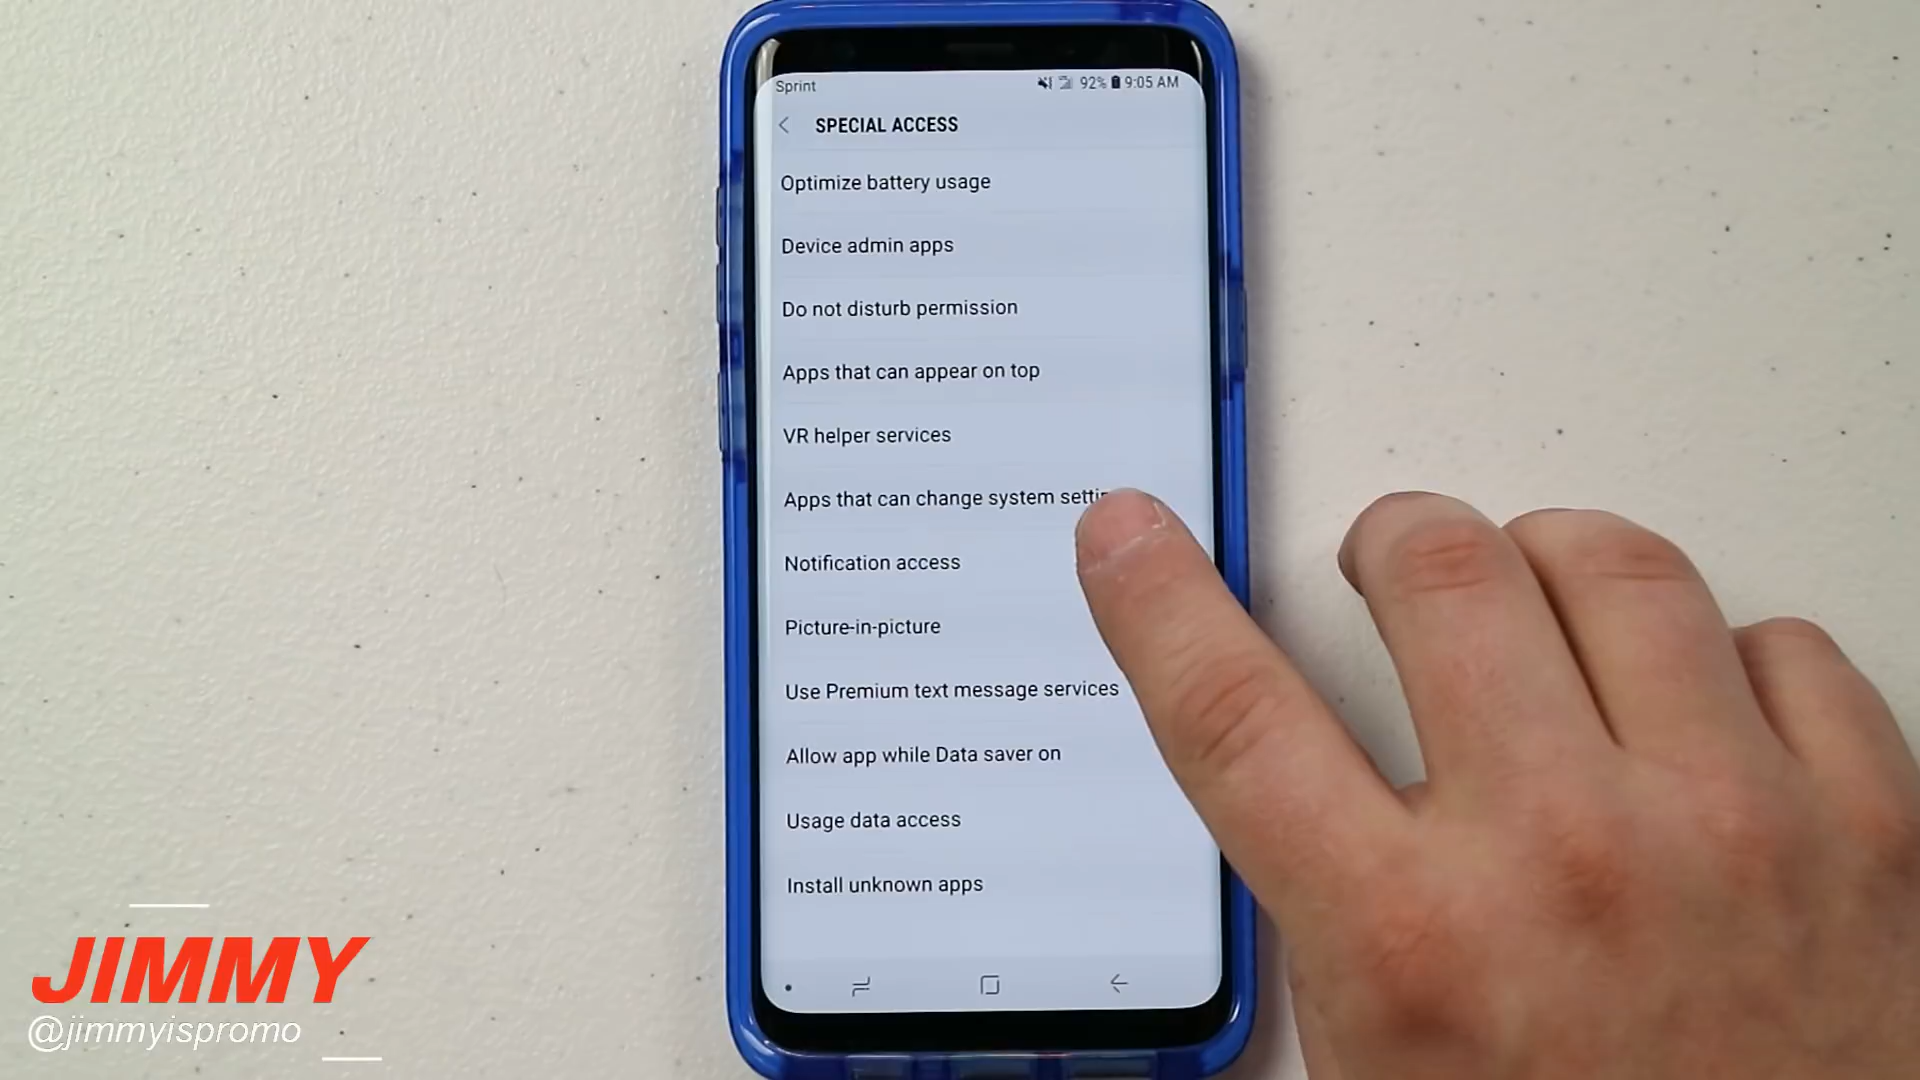 Sprint 92% 9:05 AM
SPECIAL ACCESS
Optimize battery usage
Device admin apps
Do not disturb permission
Apps that can appear on top
VR helper services
Apps that can change system
Notification access
Picture-in-picture
Use Premium text message services
Allow app while Data saver on
Usage data access
Install unknown apps
JIMMY
@jimmyispromo